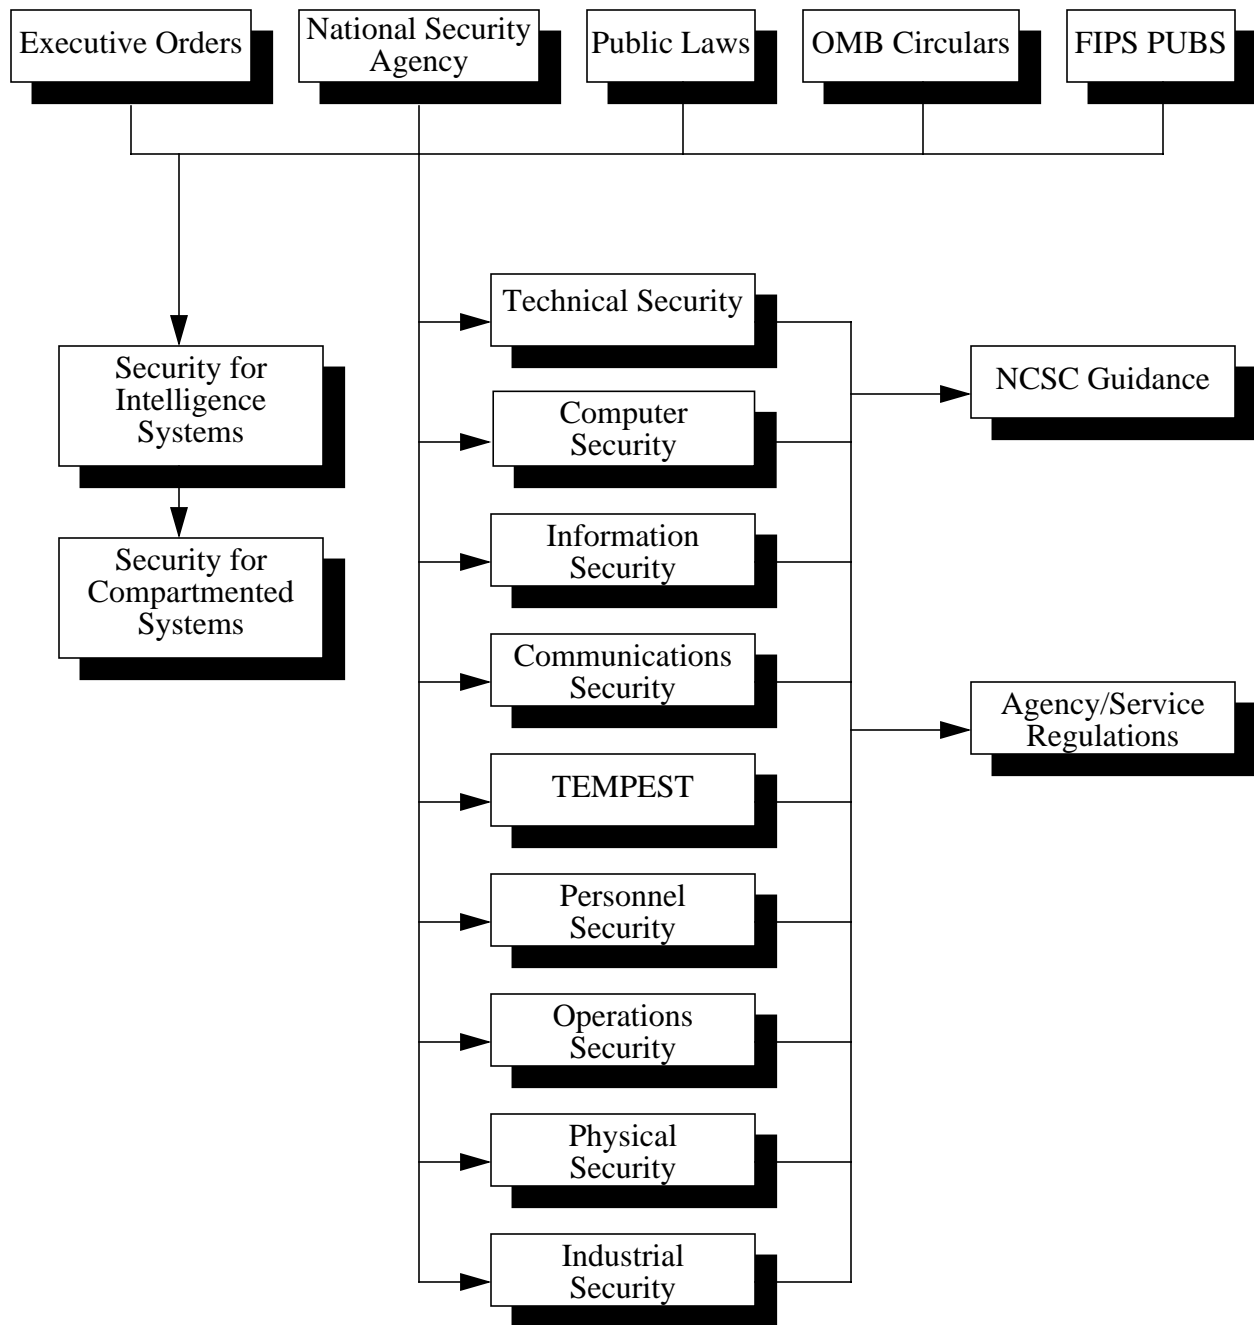 Executive Orders
National Security
Agency
Public Laws
OMB Circulars
FIPS PUBS
Technical Security
Security for
Intelligence
Systems
NCSC Guidance
Computer
Security
Information
Security
Security for
Compartmented
Systems
Communications
Security
Agency/Service
Regulations
TEMPEST
Personnel
Security
Operations
Security
Physical
Security
Industrial
Security